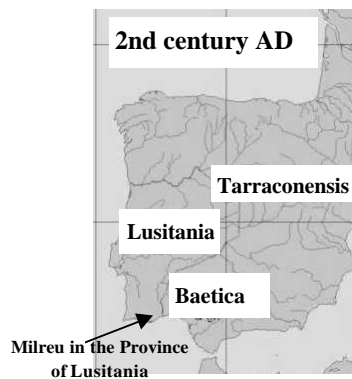 2nd century AD
Tarraconensis
Lusitania
Baetica
Milreu in the Province
of Lusitania